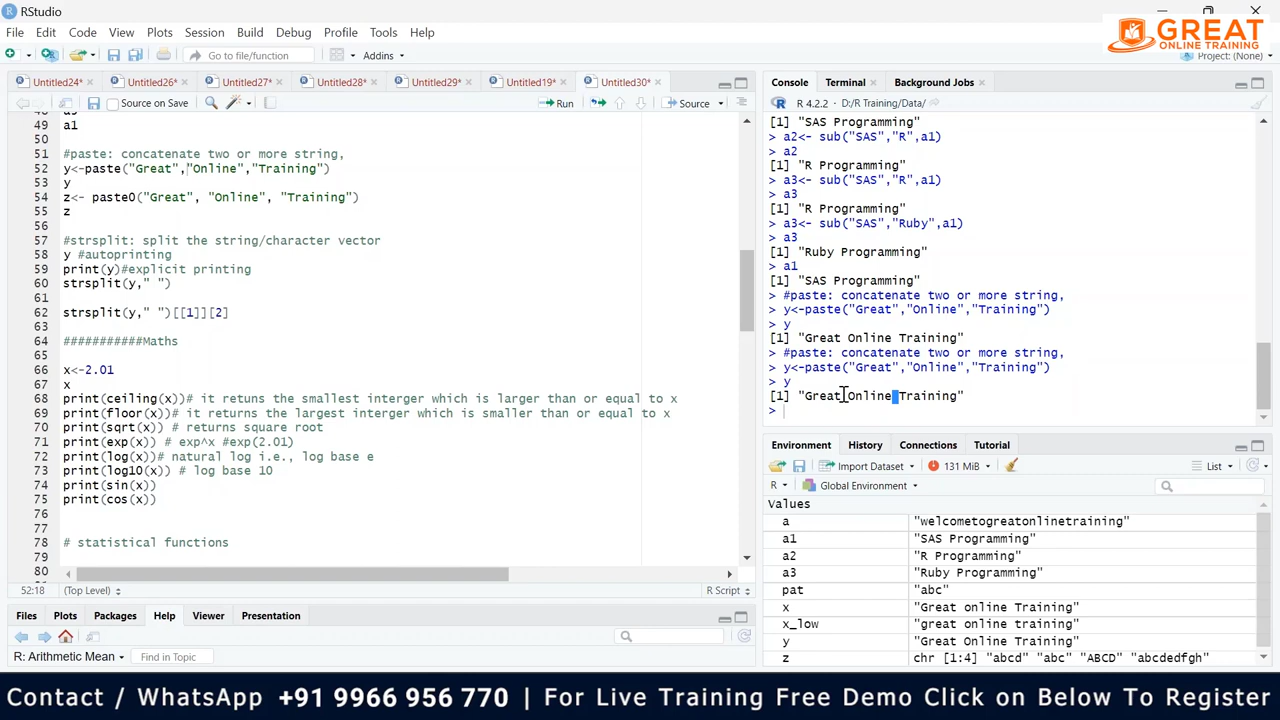 RStudio
File Edit Code View Plots Session Build Debug Profile Tools Help
GREAT
ONLINE TRAINING
Go to file/function Addins Project: (None)
Untitled24* Untitled26* Untitled27* Untitled28* Untitled29* Untitled19* Untitled30*
Source on Save Run Source
49 a1
50
51 #paste: concatenate two or more string,
52 y<-paste("Great","Online","Training")
53 y
54 z<- paste0("Great", "Online", "Training")
55 z
56
57 #strsplit: split the string/character vector
58 y #autoprinting
59 print(y)#explicit printing
60 strsplit(y," ")
61
62 strsplit(y," ")[[1]][2]
63
64 ###########Maths
65
66 x<-2.01
67 x
68 print(ceiling(x))# it retuns the smallest interger which is larger than or equal to x
69 print(floor(x))# it returns the largest interger which is smaller than or equal to x
70 print(sqrt(x)) # returns square root
71 print(exp(x)) # exp^x #exp(2.01)
72 print(log(x))# natural log i.e., log base e
73 print(log10(x)) # log base 10
74 print(sin(x))
75 print(cos(x))
76
77
78 # statistical functions
79
80
52:18 (Top Level) R Script
Files Plots Packages Help Viewer Presentation
R: Arithmetic Mean Find in Topic
Console Terminal Background Jobs
R 4.2.2 · D:/R Training/Data/
[1] "SAS Programming"
> a2<- sub("SAS","R",a1)
> a2
[1] "R Programming"
> a3<- sub("SAS","R",a1)
> a3
[1] "R Programming"
> a3<- sub("SAS","Ruby",a1)
> a3
[1] "Ruby Programming"
> a1
[1] "SAS Programming"
> #paste: concatenate two or more string,
> y<-paste("Great","Online","Training")
> y
[1] "Great Online Training"
> #paste: concatenate two or more string,
> y<-paste("Great","Online","Training")
> y
[1] "Great Online Training"
>
Environment History Connections Tutorial
Import Dataset 131 MiB List
R Global Environment
Values
a "welcometogreatonlinetraining"
a1 "SAS Programming"
a2 "R Programming"
a3 "Ruby Programming"
pat "abc"
x "Great online Training"
x_low "great online training"
y "Great Online Training"
z chr [1:4] "abcd" "abc" "ABCD" "abcdedfgh"
Contact / WhatsApp +91 9966 956 770 | For Live Training Free Demo Click on Below To Register